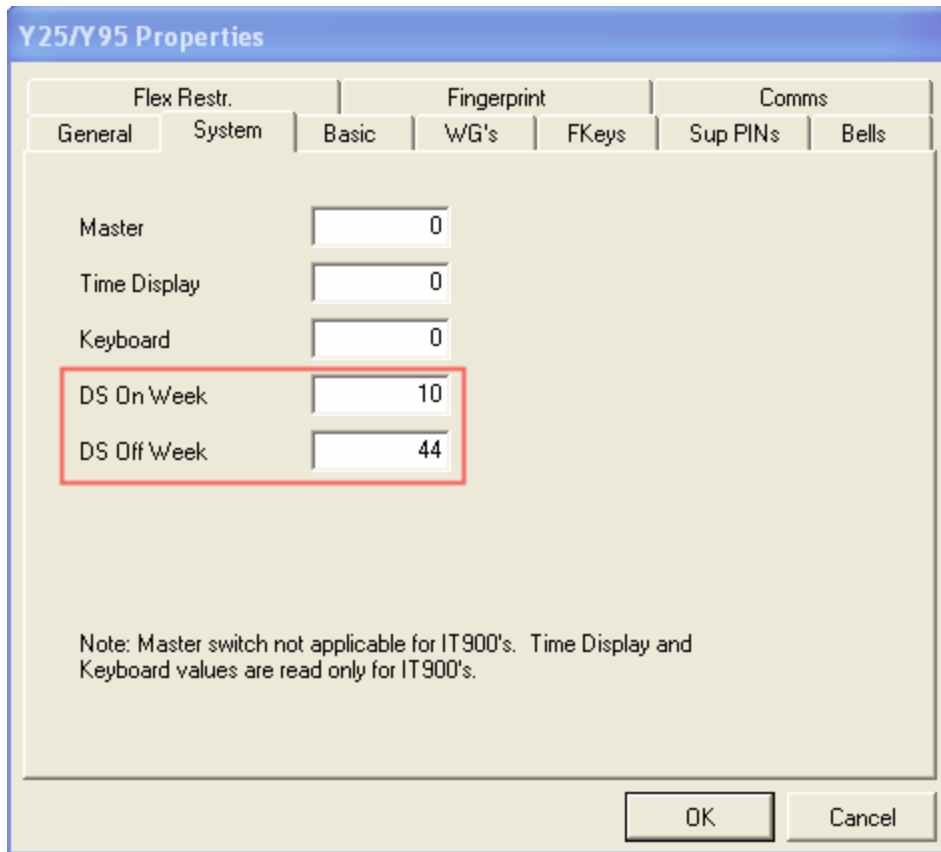 Y25/Y95 Properties
Flex Restr. Fingerprint Comms
General System Basic WG's FKeys Sup PINs Bells
Master 0
Time Display 0
Keyboard 0
DS On Week 10
DS Off Week 44
Note: Master switch not applicable for IT900's. Time Display and
Keyboard values are read only for IT900's.
OK Cancel